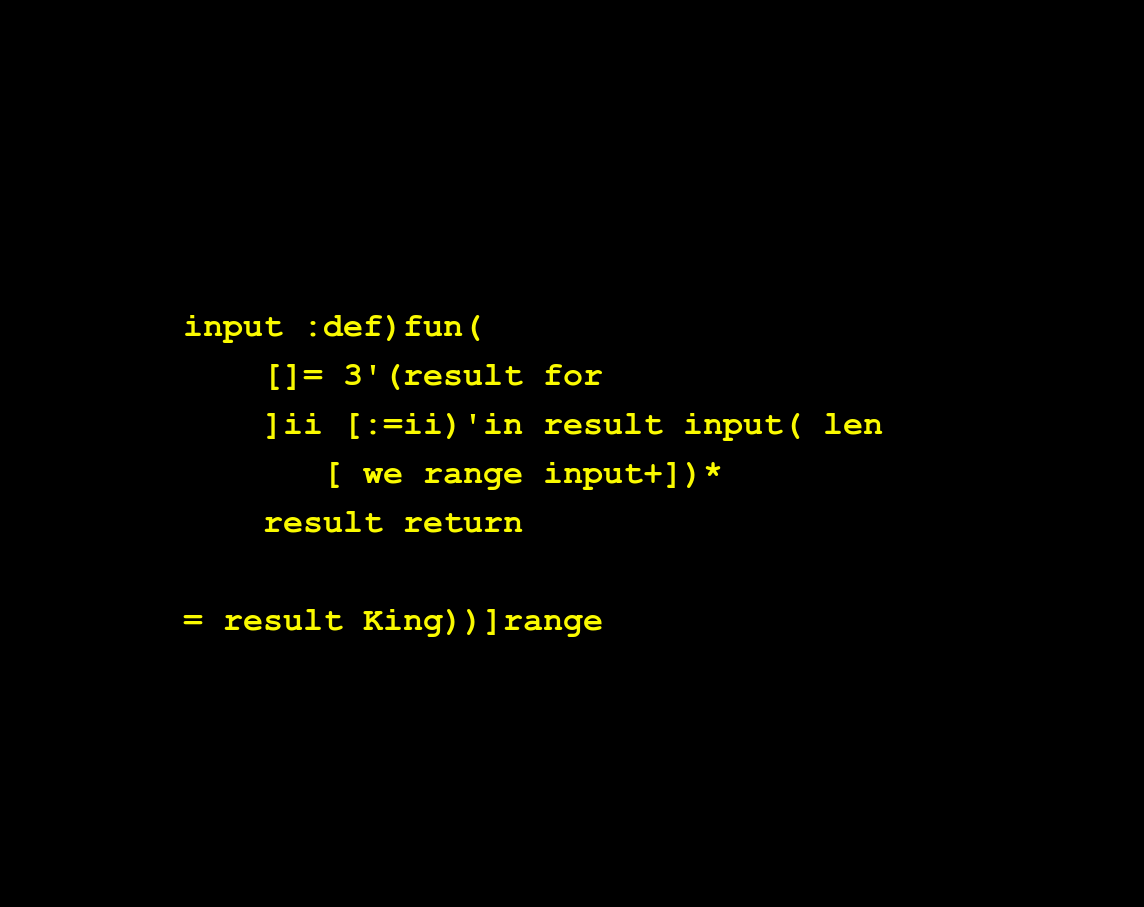 input :def)fun(
    []= 3'(result for
    ]ii [:=ii)'in result input( len
       [ we range input+])*
    result return

= result King))]range